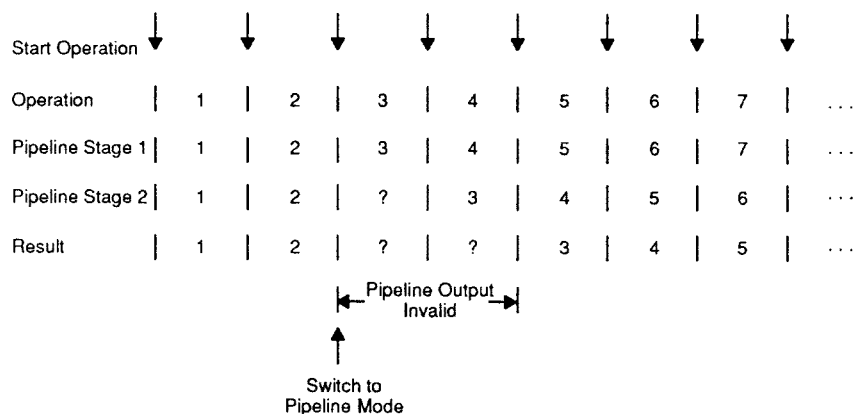 Start Operation
Operation | 1 | 2 | 3 | 4 | 5 | 6 | 7 | ...
Pipeline Stage 1 | 1 | 2 | 3 | 4 | 5 | 6 | 7 | ...
Pipeline Stage 2 | 1 | 2 | ? | 3 | 4 | 5 | 6 | ...
Result | 1 | 2 | ? | ? | 3 | 4 | 5 | ...
Pipeline Output
Invalid
Switch to
Pipeline Mode